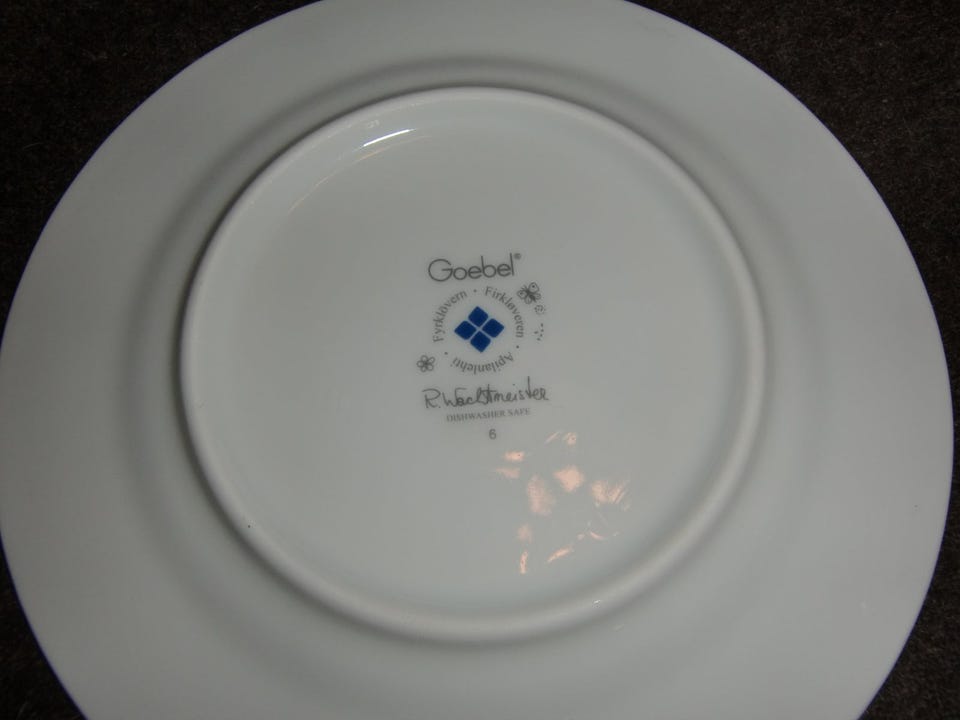 Goebel®
Fyrklövern · Firkløveren · Apilanlehti ·
R. Wachtmeister
DISHWASHER SAFE
6